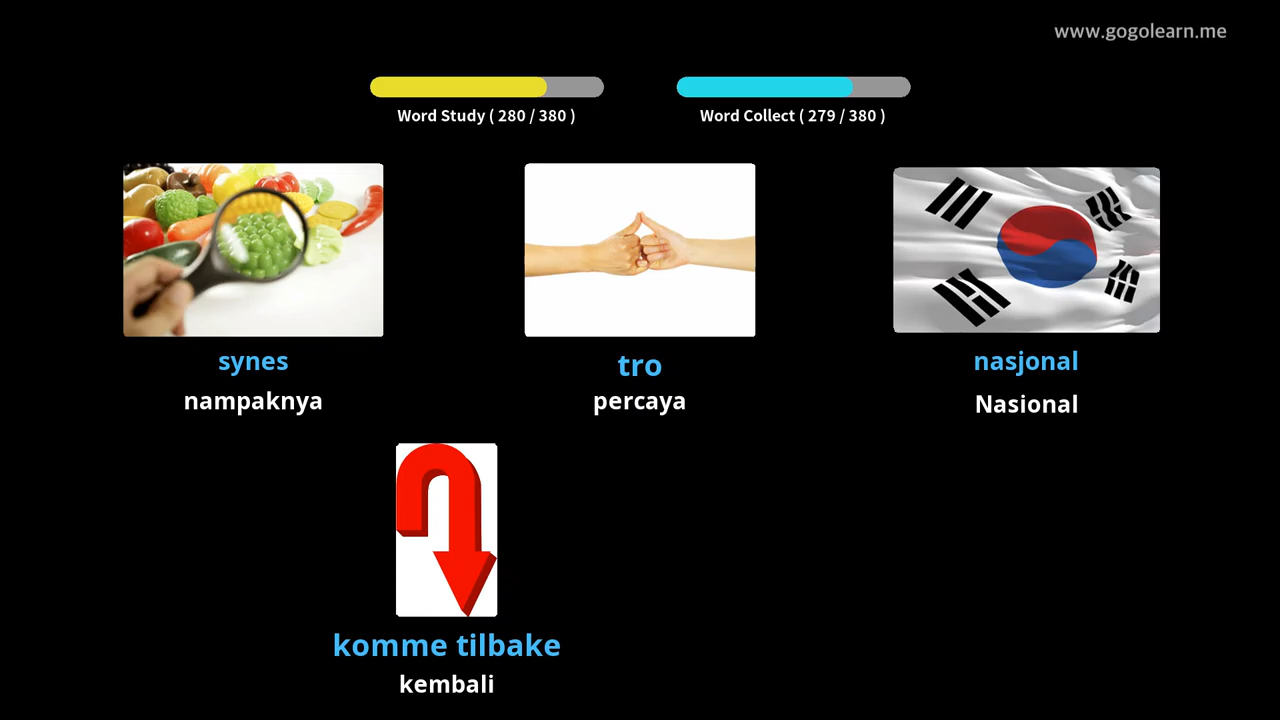 www.gogolearn.me
Word Study ( 280 / 380 )
Word Collect ( 279 / 380 )
synes
nampaknya
tro
percaya
nasjonal
Nasional
komme tilbake
kembali